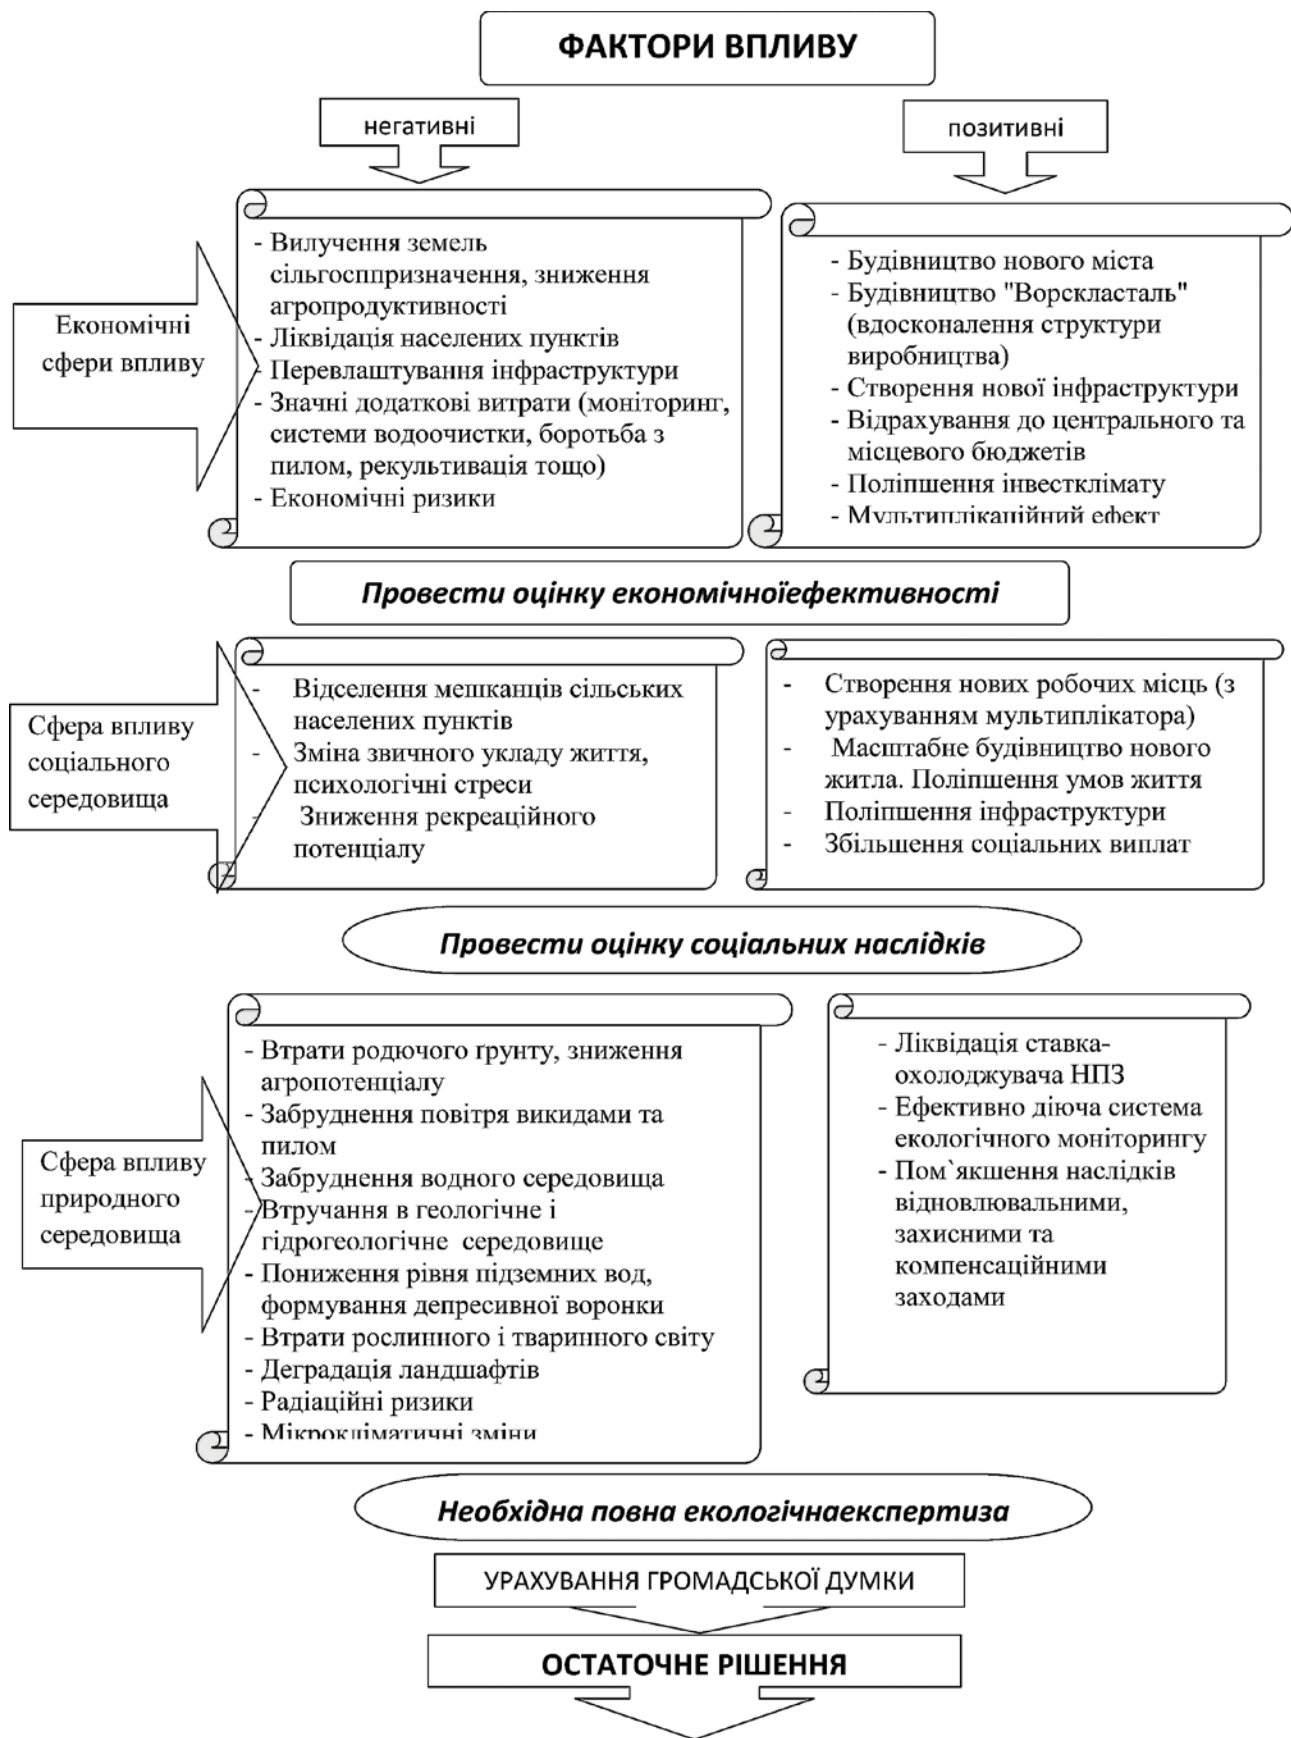 ФАКТОРИ ВПЛИВУ
негативні
позитивні
Економічні
сфери впливу
- Вилучення земель
сільгосппризначення, зниження
агропродуктивності
- Ліквідація населених пунктів
- Перевлаштування інфраструктури
- Значні додаткові витрати (моніторинг,
системи водоочистки, боротьба з
пилом, рекультивація тощо)
- Економічні ризики
- Будівництво нового міста
- Будівництво "Ворскласталь"
(вдосконалення структури
виробництва)
- Створення нової інфраструктури
- Відрахування до центрального та
місцевого бюджетів
- Поліпшення інвестклімату
- Мультиплікаційний ефект
Провести оцінку економічноїефективності
Сфера впливу
соціального
середовища
- Відселення мешканців сільських
населених пунктів
- Зміна звичного укладу життя,
психологічні стреси
- Зниження рекреаційного
потенціалу
- Створення нових робочих місць (з
урахуванням мультиплікатора)
- Масштабне будівництво нового
житла. Поліпшення умов життя
- Поліпшення інфраструктури
- Збільшення соціальних виплат
Провести оцінку соціальних наслідків
Сфера впливу
природного
середовища
- Втрати родючого ґрунту, зниження
агропотенціалу
- Забруднення повітря викидами та
пилом
- Забруднення водного середовища
- Втручання в геологічне і
гідрогеологічне середовище
- Пониження рівня підземних вод,
формування депресивної воронки
- Втрати рослинного і тваринного світу
- Деградація ландшафтів
- Радіаційні ризики
- Мікрокліматичні зміни
- Ліквідація ставка-
охолоджувача НПЗ
- Ефективно діюча система
екологічного моніторингу
- Пом`якшення наслідків
відновлювальними,
захисними та
компенсаційними
заходами
Необхідна повна екологічнаекспертиза
УРАХУВАННЯ ГРОМАДСЬКОЇ ДУМКИ
ОСТАТОЧНЕ РІШЕННЯ